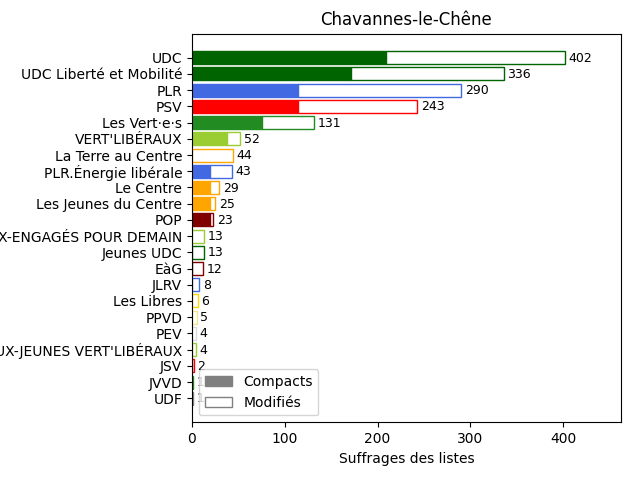 Chavannes-le-Chêne
UDC 402
UDC Liberté et Mobilité 336
PLR 290
PSV 243
Les Vert·e·s 131
VERT'LIBÉRAUX 52
La Terre au Centre 44
PLR.Énergie libérale 43
Le Centre 29
Les Jeunes du Centre 25
POP 23
X-ENGAGÉS POUR DEMAIN 13
Jeunes UDC 13
EàG 12
JLRV 8
Les Libres 6
PPVD 5
PEV 4
UX-JEUNES VERT'LIBÉRAUX 4
JSV 2
JVVD
UDF
Compacts
Modifiés
0 100 200 300 400
Suffrages des listes